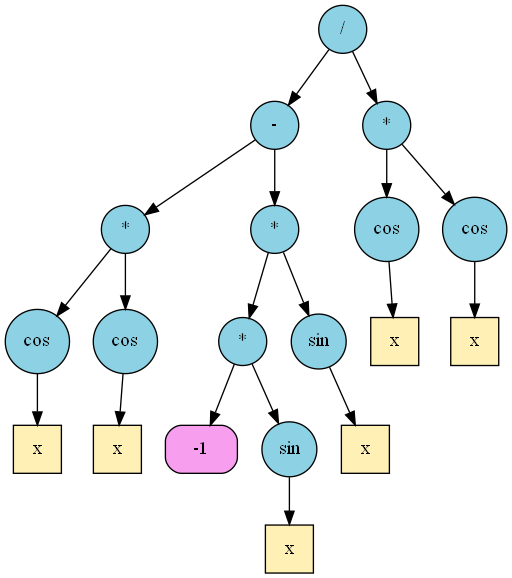 /
- *
* * cos cos
cos cos * sin x x
x x -1 sin x
x